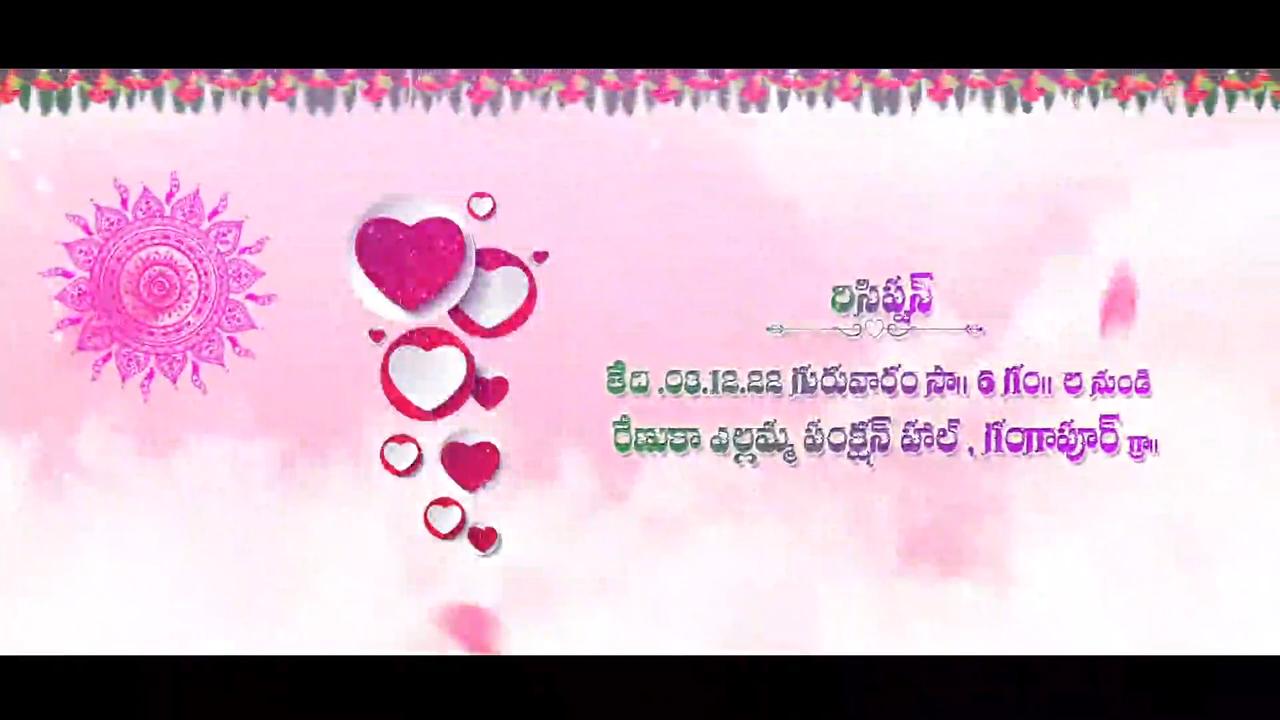 రిసిప్షన్
తేది .08.12.22 గురువారం సా॥ 6 గం॥ ల నుండి
రేణుకా ఎల్లమ్మ పంక్షన్ హాల్ , గంగాపూర్ గ్రా॥